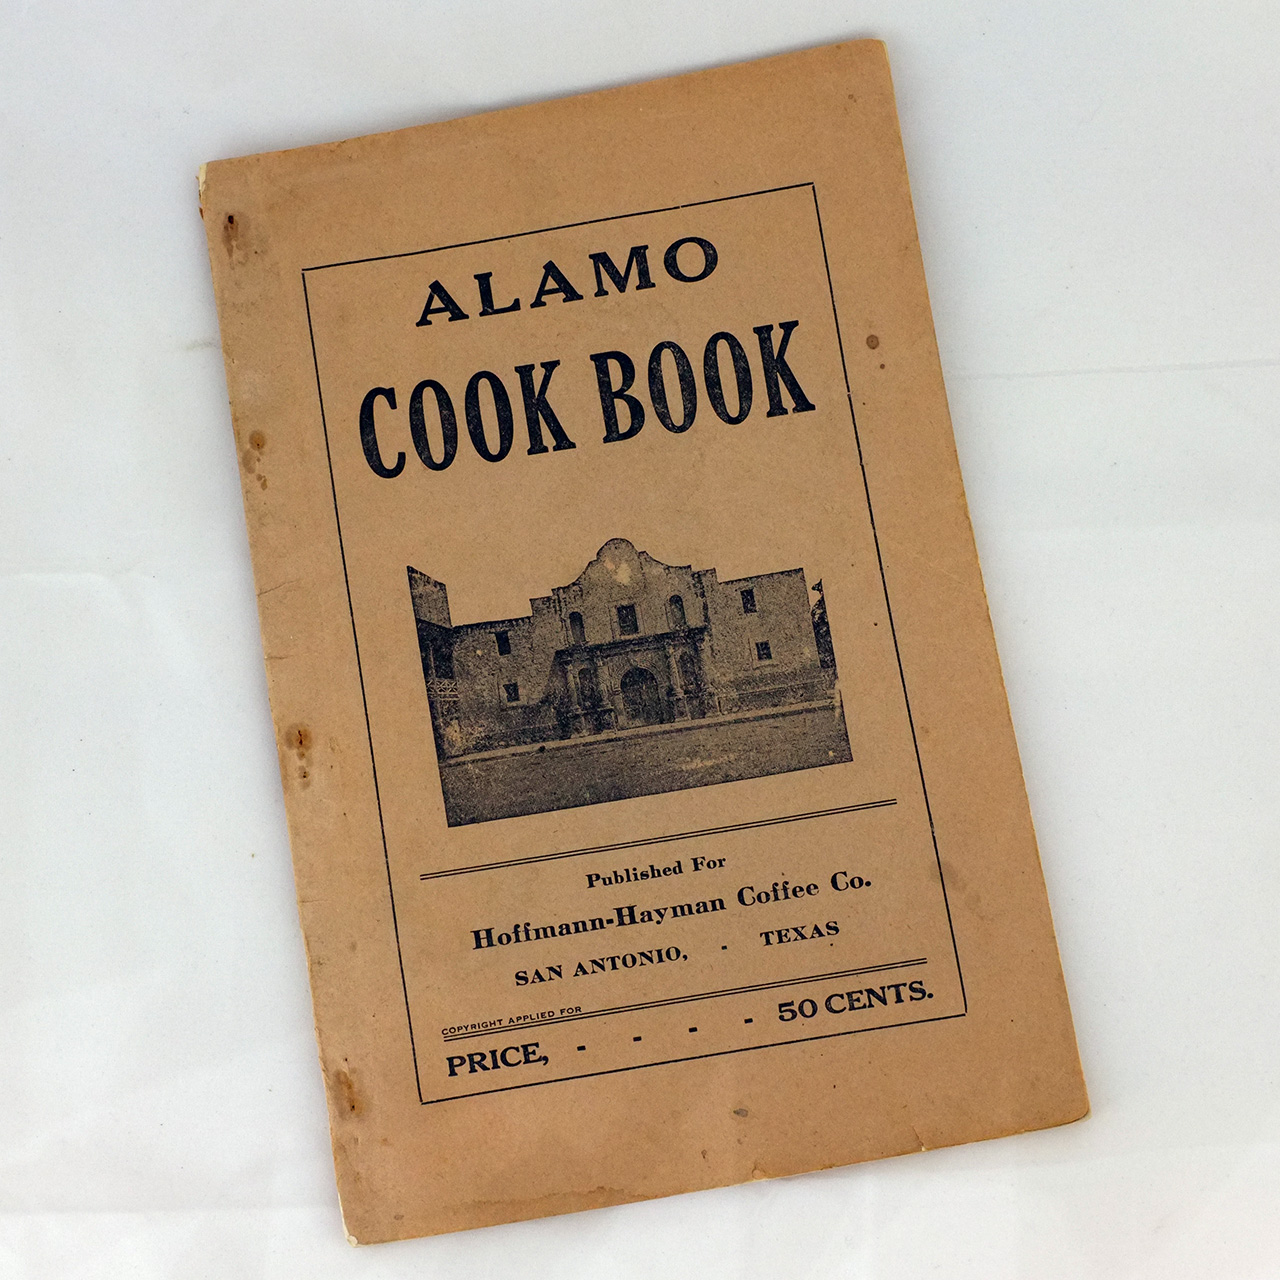 ALAMO
COOK BOOK
Published For
Hoffmann-Hayman Coffee Co.
SAN ANTONIO, - TEXAS
COPYRIGHT APPLIED FOR
PRICE, - - - - 50 CENTS.